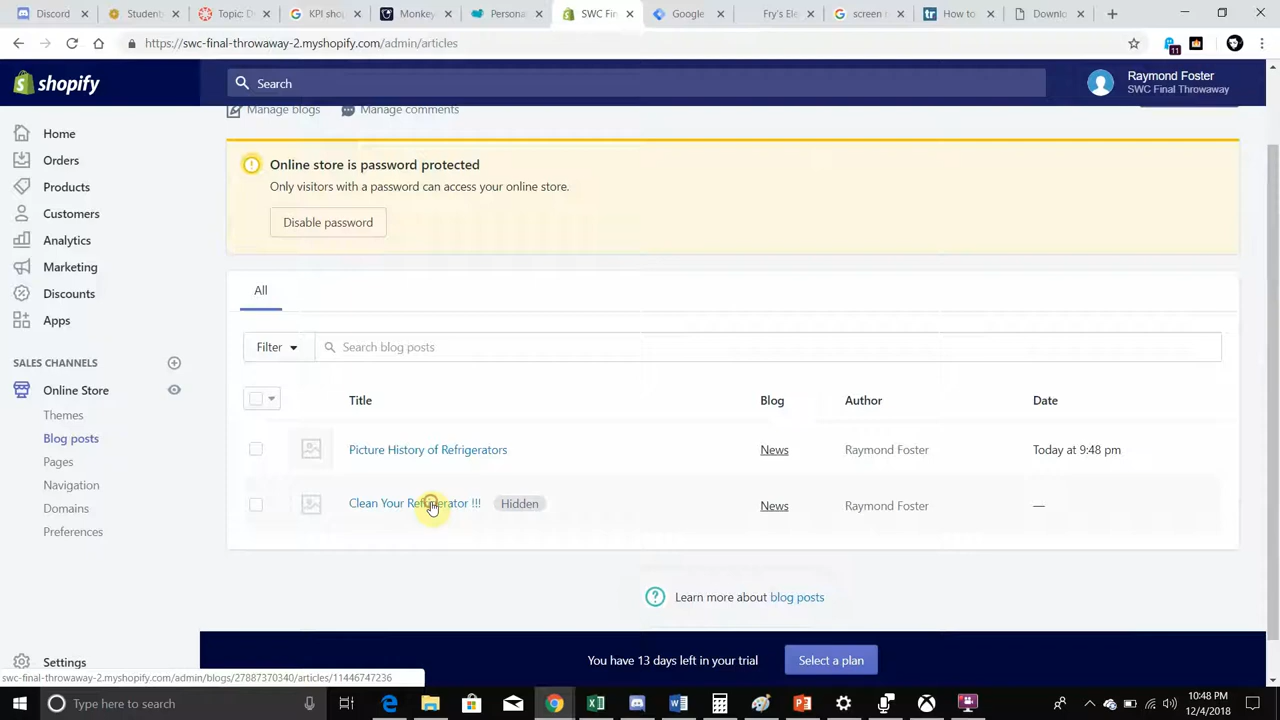 Discord
Student
Topic: D
KPI sho
Monkey
Persona
SWC Fin
Google
Fry's Ele
screen r
How to
Downlo
https://swc-final-throwaway-2.myshopify.com/admin/articles
11
shopify
Search
Raymond Foster
SWC Final Throwaway
Manage blogs
Manage comments
Home
Orders
Products
Customers
Analytics
Marketing
Discounts
Apps
SALES CHANNELS
Online Store
Themes
Blog posts
Pages
Navigation
Domains
Preferences
Settings
Online store is password protected
Only visitors with a password can access your online store.
Disable password
All
Filter
Search blog posts
Title Blog Author Date
Picture History of Refrigerators News Raymond Foster Today at 9:48 pm
Clean Your Refrigerator !!! Hidden News Raymond Foster —
Learn more about blog posts
You have 13 days left in your trial
Select a plan
swc-final-throwaway-2.myshopify.com/admin/blogs/27887370340/articles/11446747236
Type here to search
10:48 PM
12/4/2018